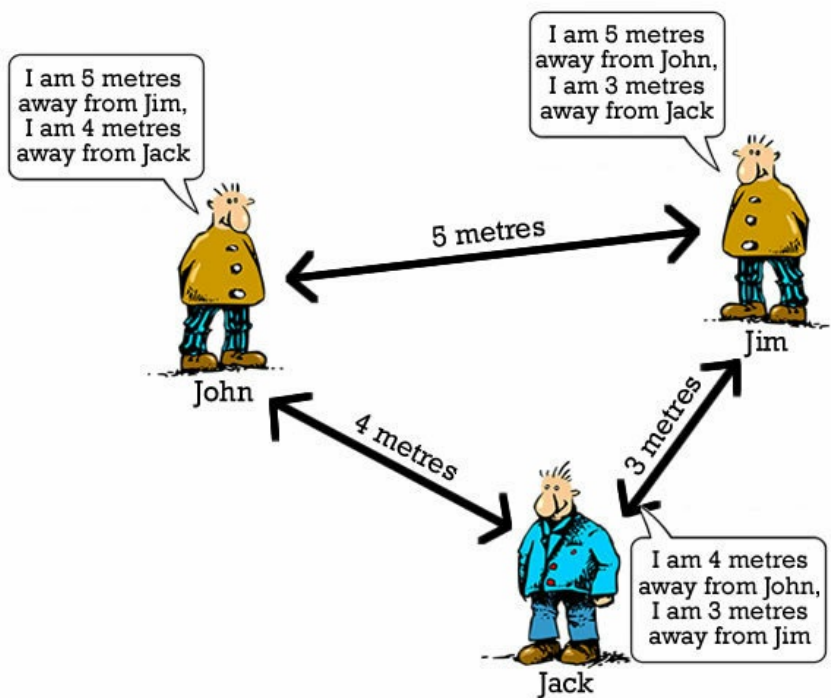 I am 5 metres
away from Jim,
I am 4 metres
away from Jack
I am 5 metres
away from John,
I am 3 metres
away from Jack
5 metres
John
Jim
4 metres
3 metres
I am 4 metres
away from John,
I am 3 metres
away from Jim
Jack